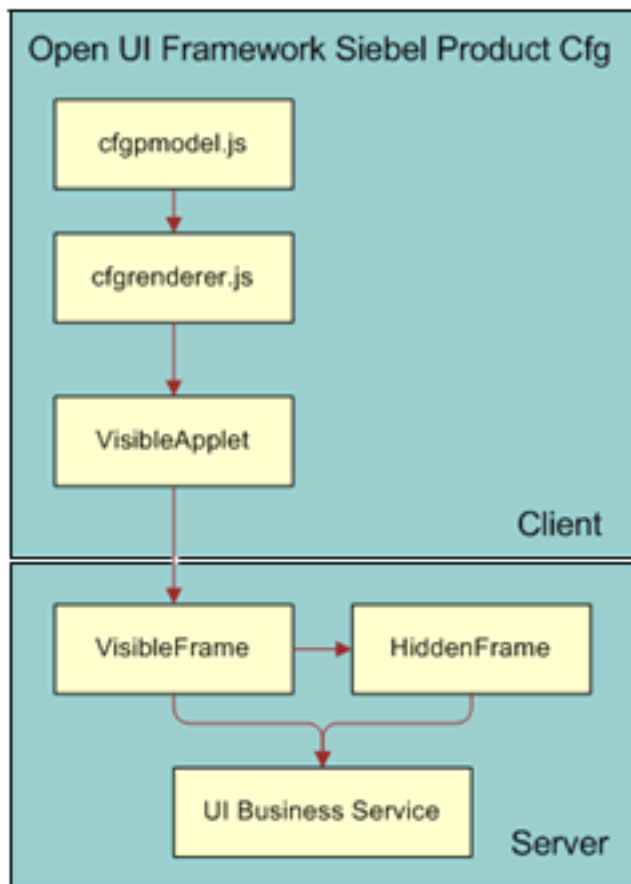 Open UI Framework Siebel Product Cfg
cfgpmodel.js
cfgrenderer.js
VisibleApplet
Client
VisibleFrame
HiddenFrame
UI Business Service
Server